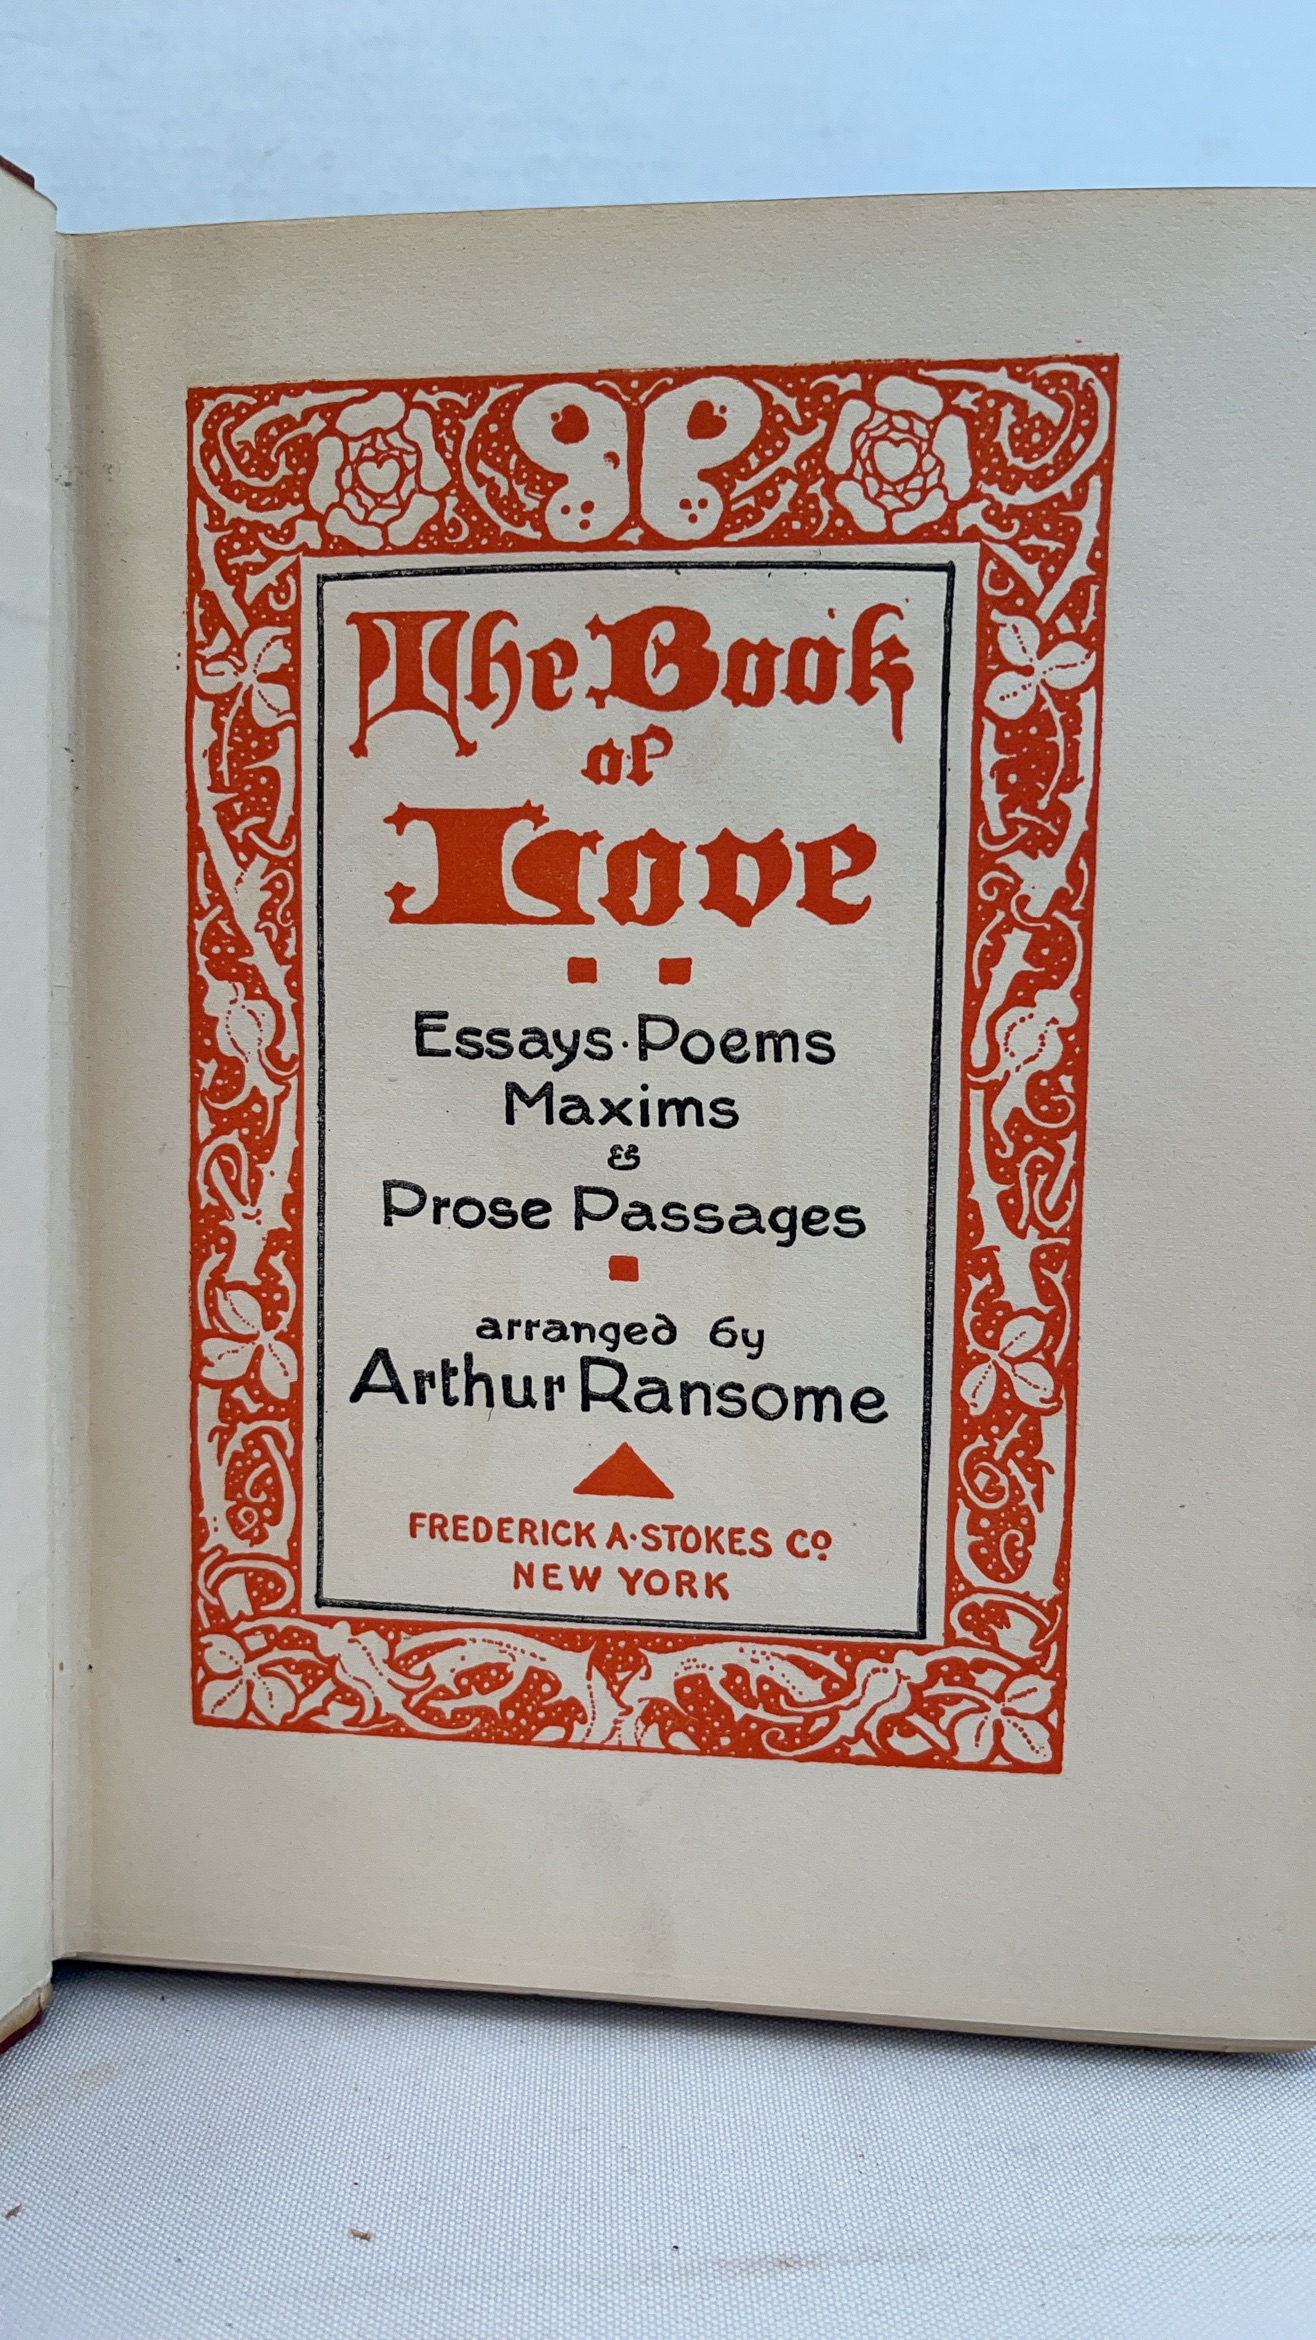 The Book
of
Love
Essays · Poems
Maxims
&
Prose Passages
arranged by
Arthur Ransome
FREDERICK A · STOKES Co
NEW YORK